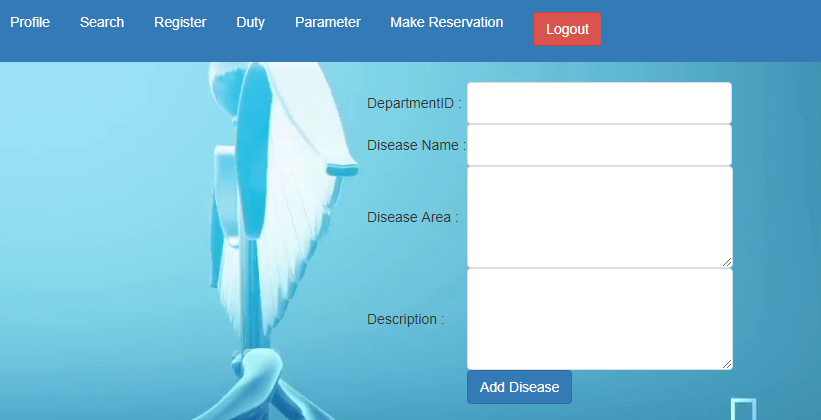 Profile Search Register Duty Parameter Make Reservation Logout
DepartmentID :
Disease Name :
Disease Area :
Description :
Add Disease